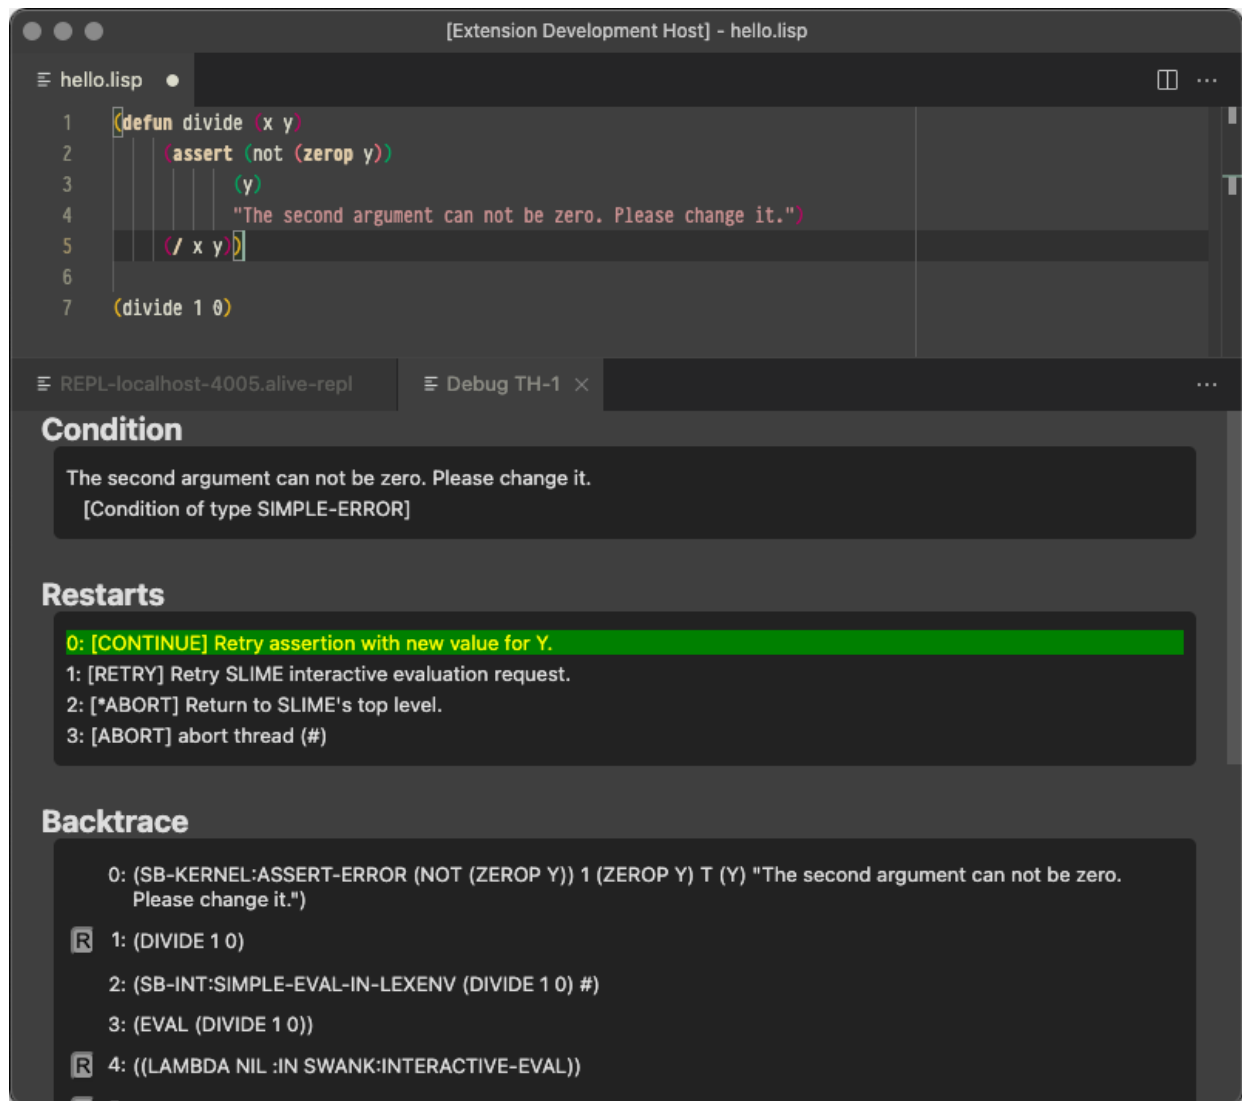 [Extension Development Host] - hello.lisp
hello.lisp
1 (defun divide (x y)
2 (assert (not (zerop y))
3 (y)
4 "The second argument can not be zero. Please change it.")
5 (/ x y))
6
7 (divide 1 0)
REPL-localhost-4005.alive-repl Debug TH-1
Condition
The second argument can not be zero. Please change it.
[Condition of type SIMPLE-ERROR]
Restarts
0: [CONTINUE] Retry assertion with new value for Y.
1: [RETRY] Retry SLIME interactive evaluation request.
2: [*ABORT] Return to SLIME's top level.
3: [ABORT] abort thread (#)
Backtrace
0: (SB-KERNEL:ASSERT-ERROR (NOT (ZEROP Y)) 1 (ZEROP Y) T (Y) "The second argument can not be zero.
Please change it.")
R 1: (DIVIDE 1 0)
2: (SB-INT:SIMPLE-EVAL-IN-LEXENV (DIVIDE 1 0) #)
3: (EVAL (DIVIDE 1 0))
R 4: ((LAMBDA NIL :IN SWANK:INTERACTIVE-EVAL))